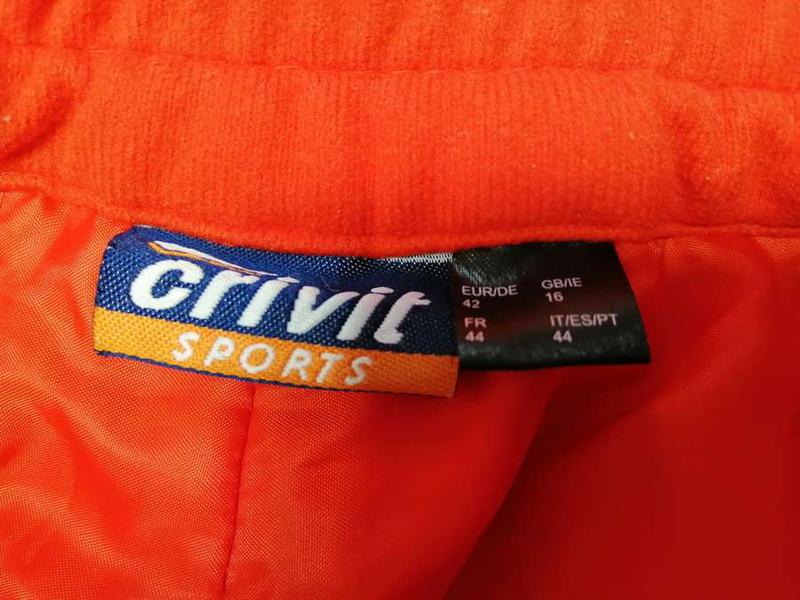 crivit
SPORTS
EUR/DE GB/IE
42 16
FR IT/ES/PT
44 44